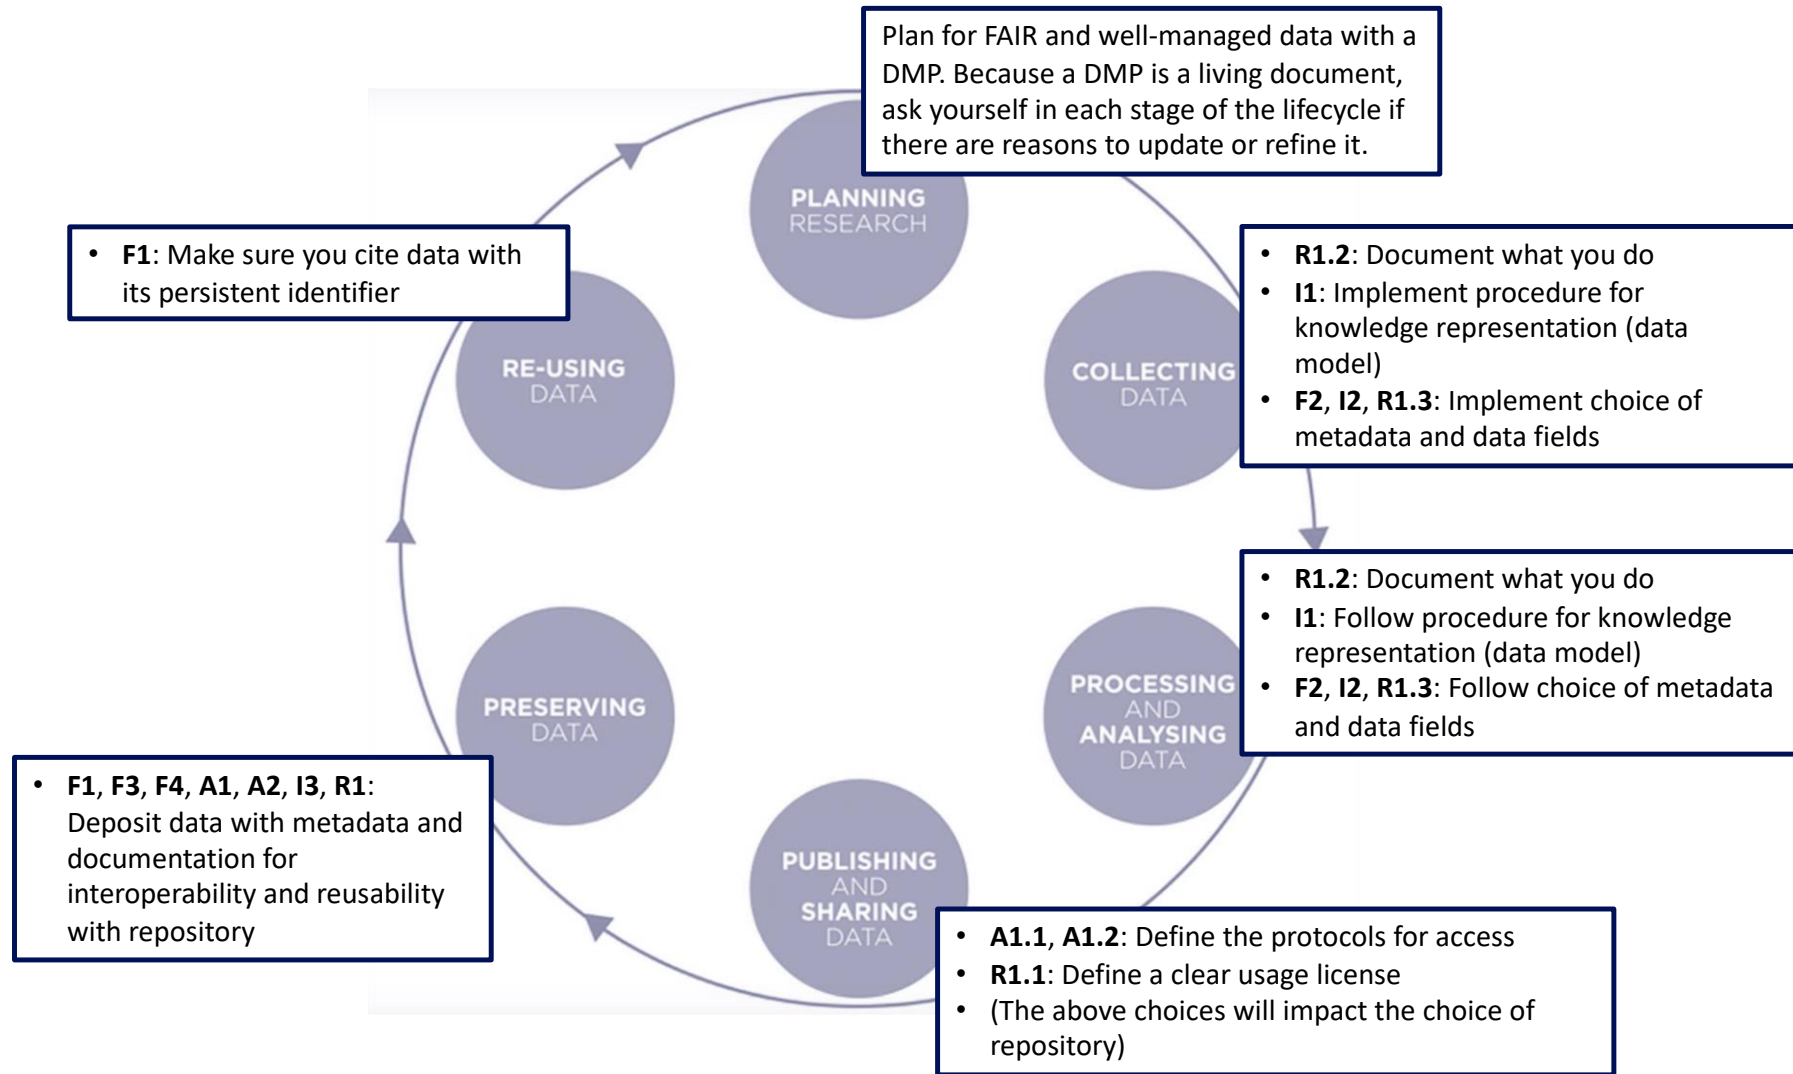 Plan for FAIR and well-managed data with a
DMP. Because a DMP is a living document,
ask yourself in each stage of the lifecycle if
there are reasons to update or refine it.
PLANNING
RESEARCH
• F1: Make sure you cite data with
its persistent identifier
• R1.2: Document what you do
• I1: Implement procedure for
knowledge representation (data
model)
• F2, I2, R1.3: Implement choice of
metadata and data fields
RE-USING
DATA
COLLECTING
DATA
• R1.2: Document what you do
• I1: Follow procedure for knowledge
representation (data model)
• F2, I2, R1.3: Follow choice of metadata
and data fields
PRESERVING
DATA
PROCESSING
AND
ANALYSING
DATA
• F1, F3, F4, A1, A2, I3, R1:
Deposit data with metadata and
documentation for
interoperability and reusability
with repository
PUBLISHING
AND
SHARING
DATA
• A1.1, A1.2: Define the protocols for access
• R1.1: Define a clear usage license
• (The above choices will impact the choice of
repository)